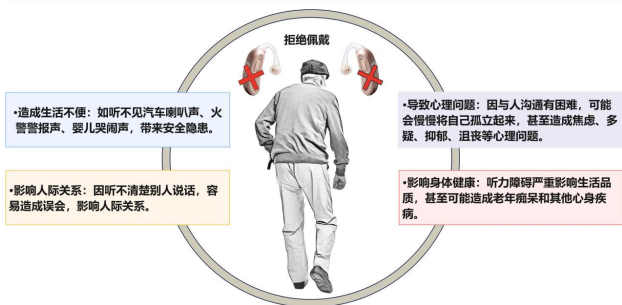 拒绝佩戴
•造成生活不便：如听不见汽车喇叭声、火
警警报声、婴儿哭闹声，带来安全隐患。
•影响人际关系：因听不清楚别人说话，容
易造成误会，影响人际关系。
•导致心理问题：因与人沟通有困难，可能
会慢慢将自己孤立起来，甚至造成焦虑、多
疑、抑郁、沮丧等心理问题。
•影响身体健康：听力障碍严重影响生活品
质，甚至可能造成老年痴呆和其他心身疾
病。